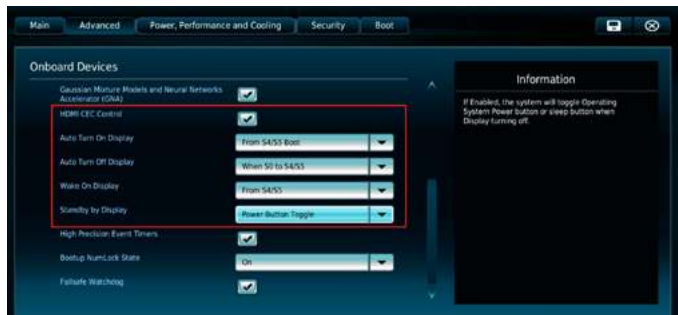 Main Advanced Power, Performance and Cooling Security Boot
Onboard Devices
Gaussian Mixture Models and Neural Networks
Accelerator (GNA)
HDMI CEC Control
Auto Turn On Display From S4/S5 Boot
Auto Turn Off Display When S0 to S4/S5
Wake On Display From S4/S5
Standby by Display Power Button Toggle
High Precision Event Timers
Bootup NumLock State On
Failsafe Watchdog
Information
If Enabled, the system will toggle Operating
System Power button or sleep button when
Display turning off.